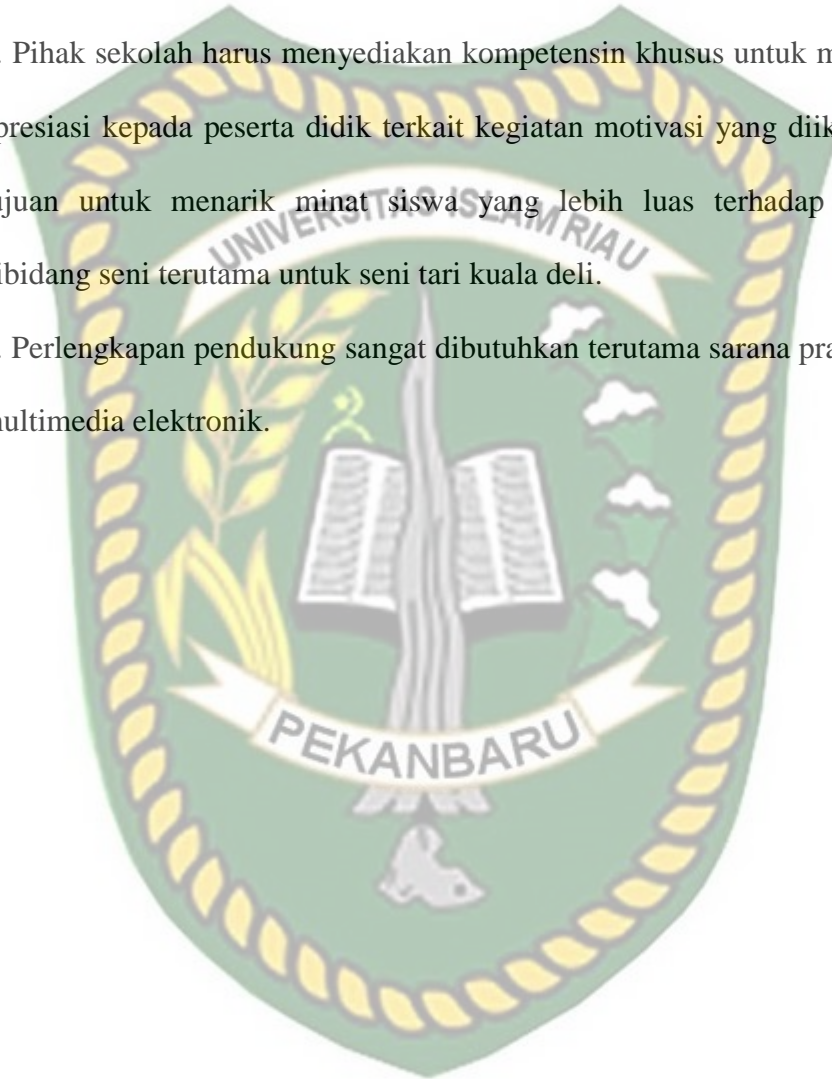 . Pihak sekolah harus menyediakan kompetensin khusus untuk m
presiasi kepada peserta didik terkait kegiatan motivasi yang diik
juan untuk menarik minat siswa yang lebih luas terhadap
UNIVERSITAS ISLAM RIAU
ibidang seni terutama untuk seni tari kuala deli.
. Perlengkapan pendukung sangat dibutuhkan terutama sarana pra
nultimedia elektronik.
PEKANBARU